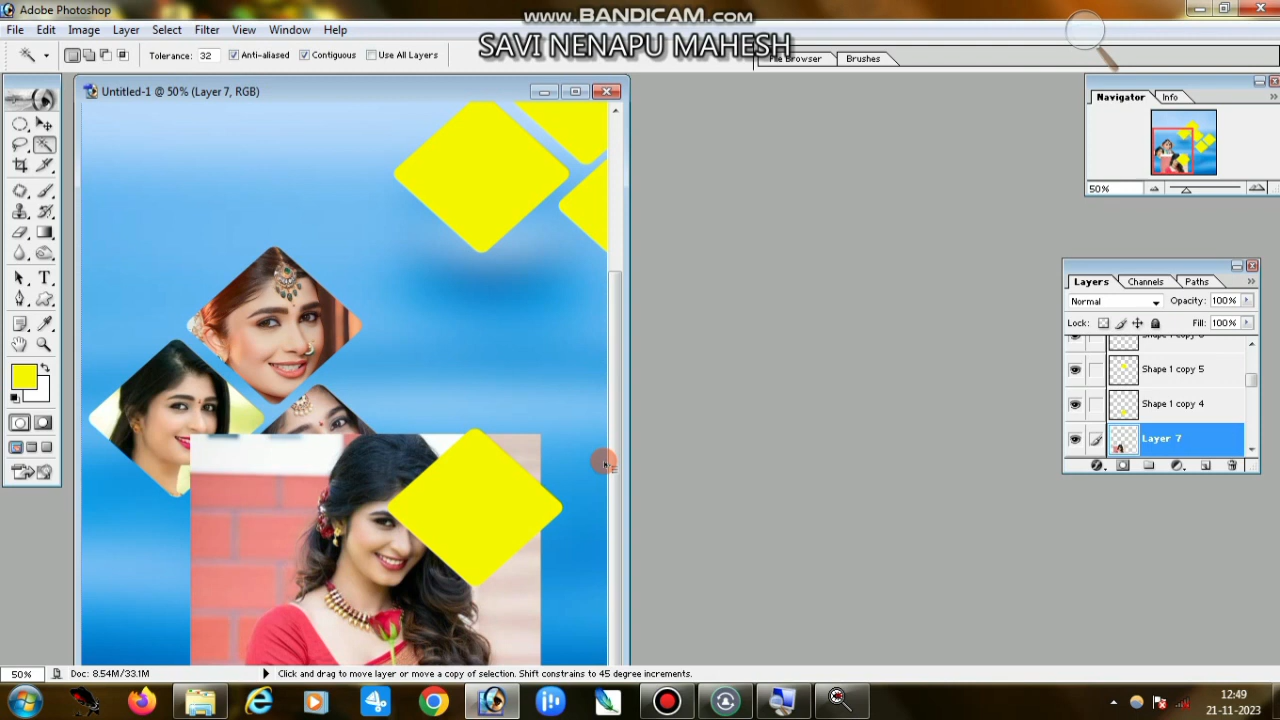 Adobe Photoshop
www.BANDICAM.com
File Edit Image Layer Select Filter View Window Help
SAVI NENAPU MAHESH
Tolerance: 32 Anti-aliased Contiguous Use All Layers
File Browser Brushes
Untitled-1 @ 50% (Layer 7, RGB)
Navigator Info
50%
Layers Channels Paths
Normal Opacity: 100%
Lock: Fill: 100%
Shape 1 copy 5
Shape 1 copy 4
Layer 7
50% Doc: 8.54M/33.1M Click and drag to move layer or move a copy of selection. Shift constrains to 45 degree increments.
12:49
21-11-2023